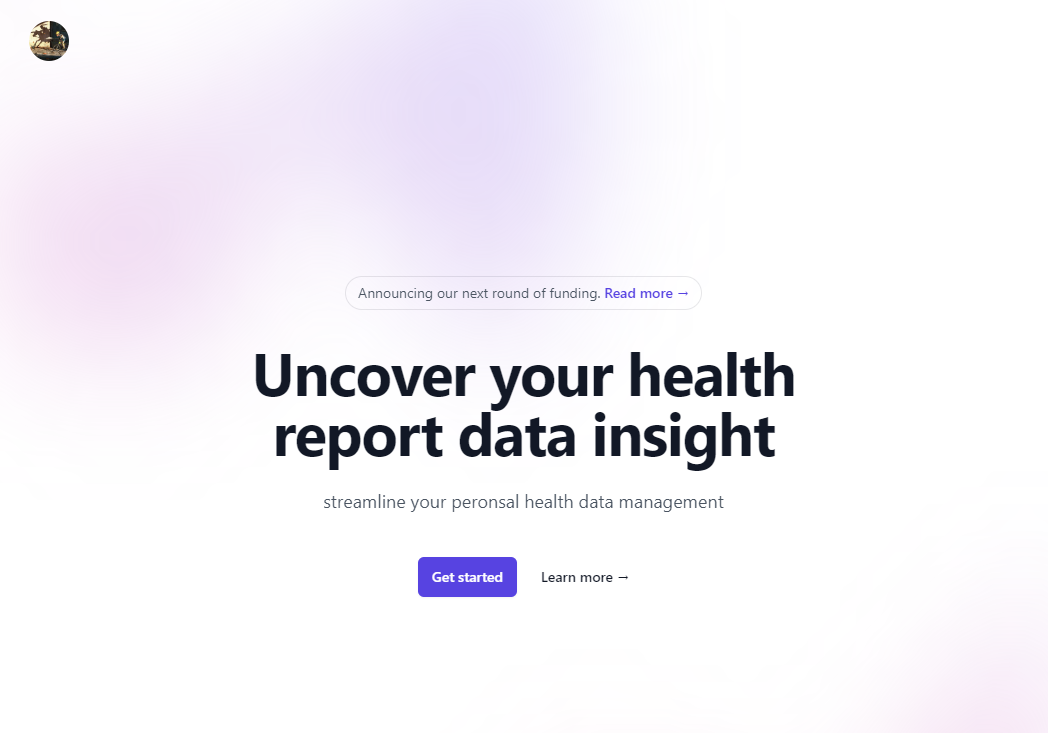 Announcing our next round of funding. Read more →
Uncover your health
report data insight
streamline your peronsal health data management
Get started
Learn more →